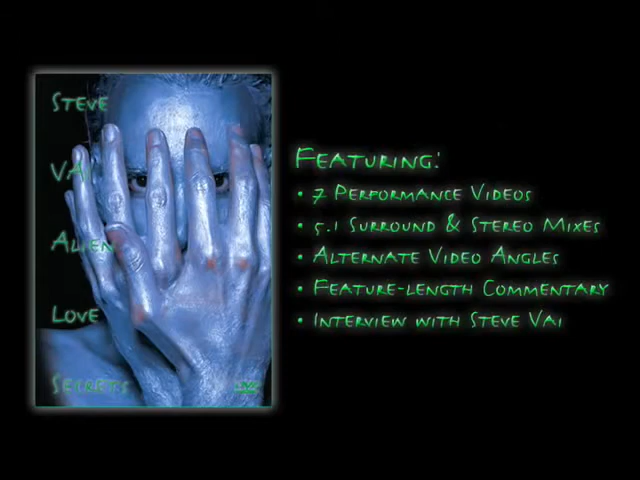 STEVE
VAI
ALIEN
LOVE
SECRETS
DVD
FEATURING:
• 7 PERFORMANCE VIDEOS
• 5.1 SURROUND & STEREO MIXES
• ALTERNATE VIDEO ANGLES
• FEATURE-LENGTH COMMENTARY
• INTERVIEW WITH STEVE VAI